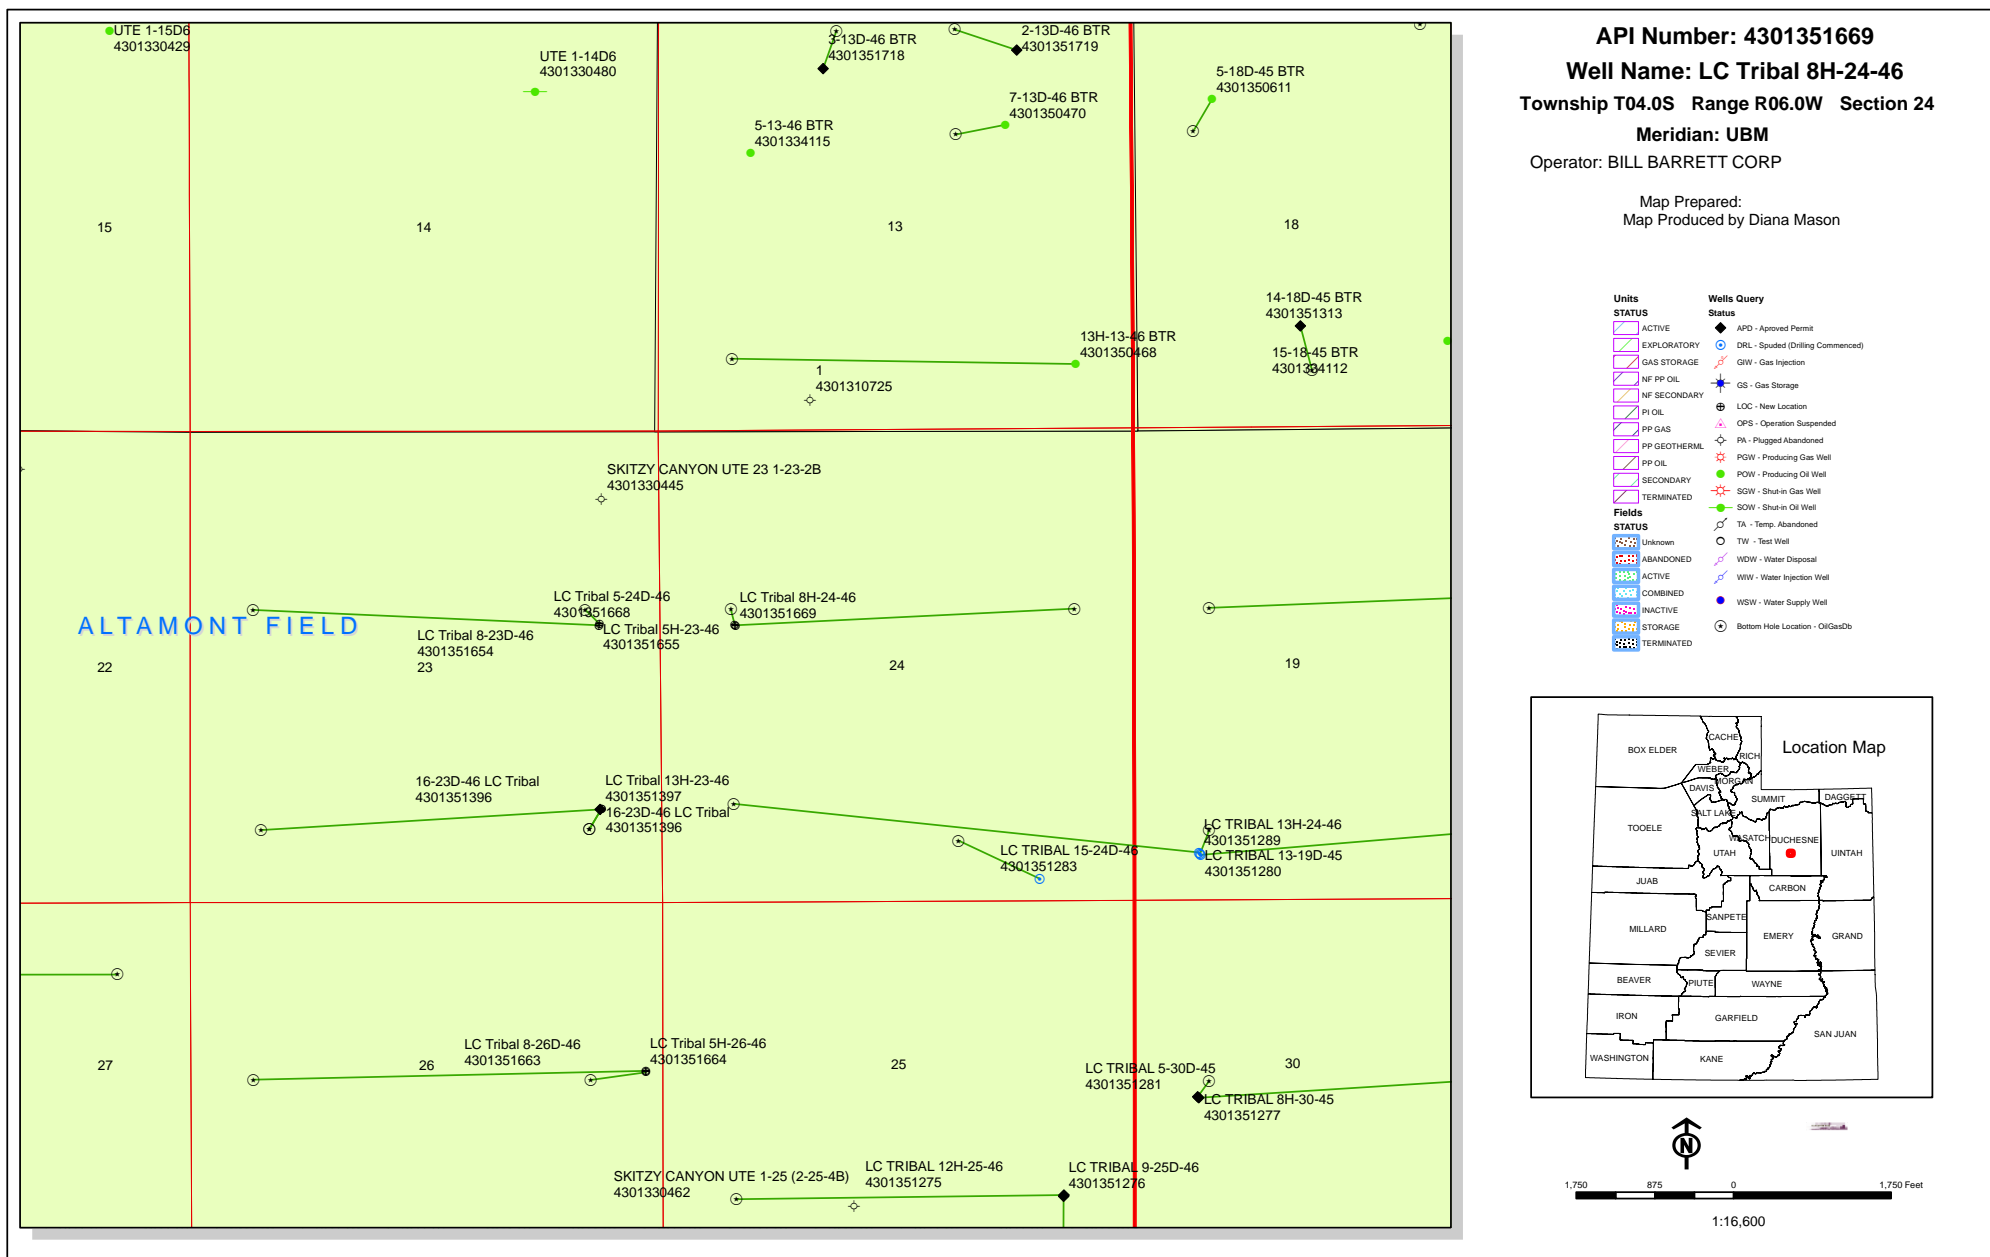 API Number: 4301351669
Well Name: LC Tribal 8H-24-46
Township T04.0S   Range R06.0W   Section 24
Meridian: UBM
Operator: BILL BARRETT CORP
Map Prepared:
Map Produced by Diana Mason
UTE 1-15D6
4301330429
UTE 1-14D6
4301330480
3-13D-46 BTR
4301351718
2-13D-46 BTR
4301351719
5-18D-45 BTR
4301350611
7-13D-46 BTR
4301350470
5-13-46 BTR
4301334115
15
14
13
18
14-18D-45 BTR
4301351313
13H-13-46 BTR
4301350468
15-18-45 BTR
4301334112
1
4301310725
SKITZY CANYON UTE 23 1-23-2B
4301330445
LC Tribal 5-24D-46
4301351668
LC Tribal 8H-24-46
4301351669
ALTAMONT FIELD
LC Tribal 8-23D-46
4301351654
LC Tribal 5H-23-46
4301351655
22
23
24
19
16-23D-46 LC Tribal
4301351396
LC Tribal 13H-23-46
4301351397
16-23D-46 LC Tribal
4301351396
LC TRIBAL 13H-24-46
4301351289
LC TRIBAL 15-24D-46
4301351283
LC TRIBAL 13-19D-45
4301351280
LC Tribal 8-26D-46
4301351663
LC Tribal 5H-26-46
4301351664
27
26
25
30
LC TRIBAL 5-30D-45
4301351281
LC TRIBAL 8H-30-45
4301351277
SKITZY CANYON UTE 1-25 (2-25-4B)
4301330462
LC TRIBAL 12H-25-46
4301351275
LC TRIBAL 9-25D-46
4301351276
Units
STATUS
ACTIVE
EXPLORATORY
GAS STORAGE
NF PP OIL
NF SECONDARY
PI OIL
PP GAS
PP GEOTHERML
PP OIL
SECONDARY
TERMINATED
Fields
STATUS
Unknown
ABANDONED
ACTIVE
COMBINED
INACTIVE
STORAGE
TERMINATED
Wells Query
Status
APD - Aproved Permit
DRL - Spuded (Drilling Commenced)
GIW - Gas Injection
GS - Gas Storage
LOC - New Location
OPS - Operation Suspended
PA - Plugged Abandoned
PGW - Producing Gas Well
POW - Producing Oil Well
SGW - Shut-in Gas Well
SOW - Shut-in Oil Well
TA - Temp. Abandoned
TW - Test Well
WDW - Water Disposal
WIW - Water Injection Well
WSW - Water Supply Well
Bottom Hole Location - OilGasDb
Location Map
BOX ELDER
CACHE
RICH
WEBER
MORGAN
DAVIS
SUMMIT
DAGGETT
SALT LAKE
TOOELE
WASATCH
DUCHESNE
UTAH
UINTAH
JUAB
CARBON
SANPETE
MILLARD
EMERY
GRAND
SEVIER
BEAVER
PIUTE
WAYNE
IRON
GARFIELD
SAN JUAN
WASHINGTON
KANE
N
1,750 875 0 1,750 Feet
1:16,600